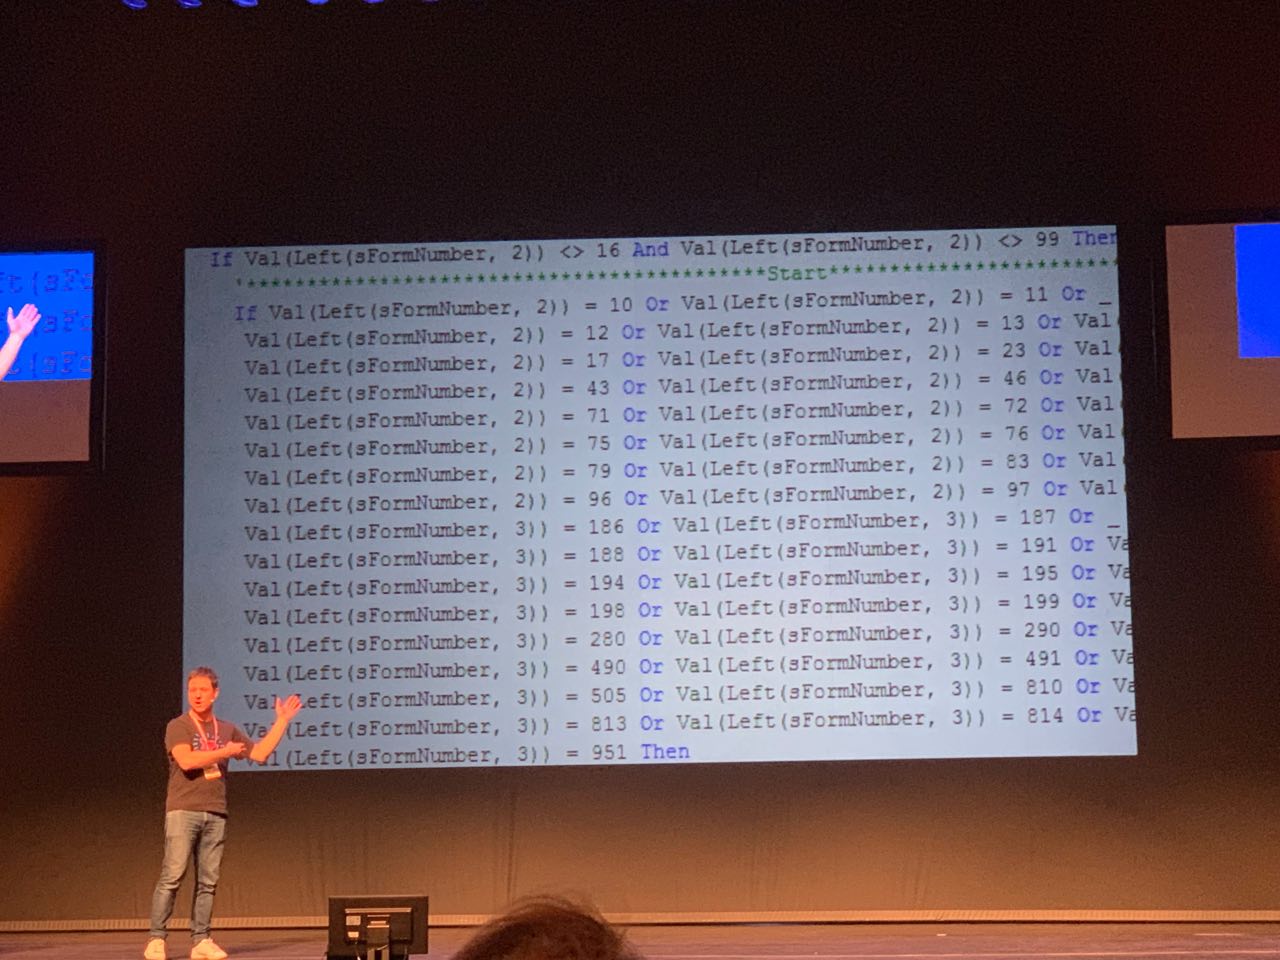 If Val(Left(sFormNumber, 2)) <> 16 And Val(Left(sFormNumber, 2)) <> 99 Then
'*******************************************Start************************
If Val(Left(sFormNumber, 2)) = 10 Or Val(Left(sFormNumber, 2)) = 11 Or _
Val(Left(sFormNumber, 2)) = 12 Or Val(Left(sFormNumber, 2)) = 13 Or Val
Val(Left(sFormNumber, 2)) = 17 Or Val(Left(sFormNumber, 2)) = 23 Or Val
Val(Left(sFormNumber, 2)) = 43 Or Val(Left(sFormNumber, 2)) = 46 Or Val
Val(Left(sFormNumber, 2)) = 71 Or Val(Left(sFormNumber, 2)) = 72 Or Val
Val(Left(sFormNumber, 2)) = 75 Or Val(Left(sFormNumber, 2)) = 76 Or Val
Val(Left(sFormNumber, 2)) = 79 Or Val(Left(sFormNumber, 2)) = 83 Or Val
Val(Left(sFormNumber, 2)) = 96 Or Val(Left(sFormNumber, 2)) = 97 Or Val
Val(Left(sFormNumber, 3)) = 186 Or Val(Left(sFormNumber, 3)) = 187 Or _
Val(Left(sFormNumber, 3)) = 188 Or Val(Left(sFormNumber, 3)) = 191 Or Va
Val(Left(sFormNumber, 3)) = 194 Or Val(Left(sFormNumber, 3)) = 195 Or Va
Val(Left(sFormNumber, 3)) = 198 Or Val(Left(sFormNumber, 3)) = 199 Or Va
Val(Left(sFormNumber, 3)) = 280 Or Val(Left(sFormNumber, 3)) = 290 Or Va
Val(Left(sFormNumber, 3)) = 490 Or Val(Left(sFormNumber, 3)) = 491 Or Va
Val(Left(sFormNumber, 3)) = 505 Or Val(Left(sFormNumber, 3)) = 810 Or Va
Val(Left(sFormNumber, 3)) = 813 Or Val(Left(sFormNumber, 3)) = 814 Or Va
Val(Left(sFormNumber, 3)) = 951 Then